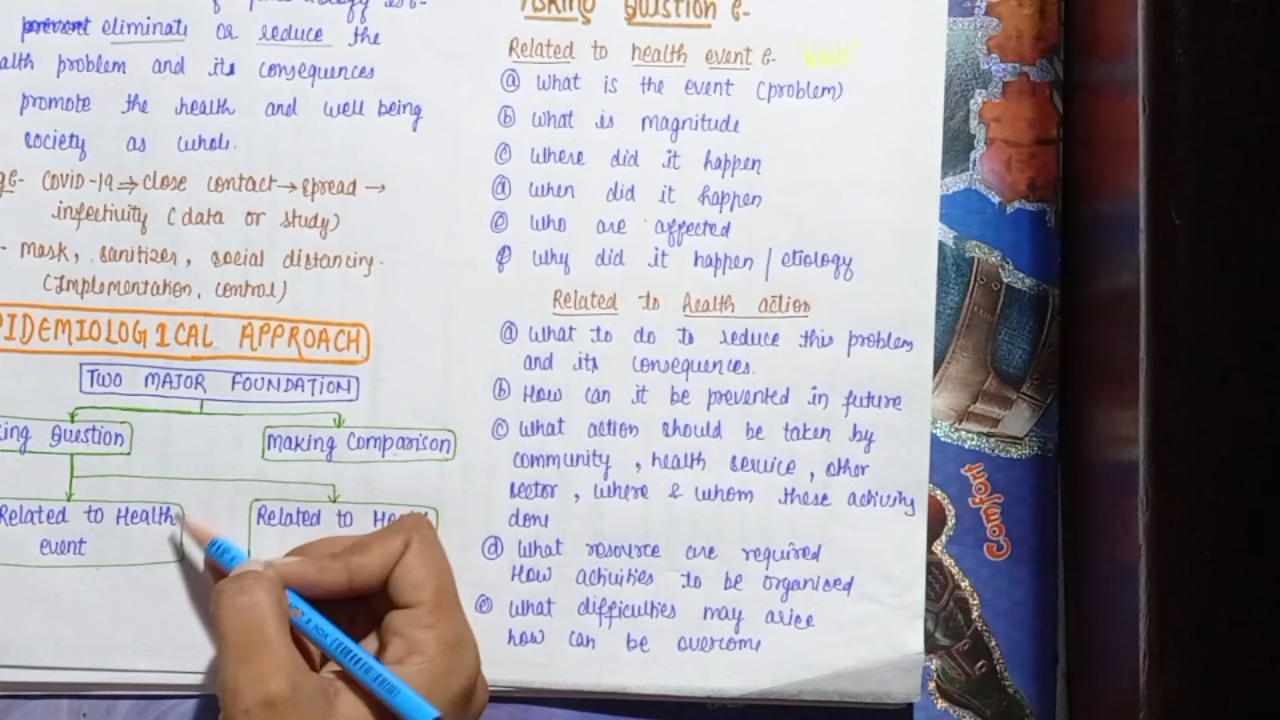 prevent eliminate or reduce the
alth problem and its consequences
promote the health and well being
society as whole.
COVID-19 ⇒ close contact → spread →
infectivity (data or study)
- mask, sanitizer, social distancing.
(Implementation, control)
PIDEMIOLOGICAL APPROACH
TWO MAJOR FOUNDATION
king Question
making Comparison
Related to Health
event
Related to Health
Asking Question :-
Related to health event :-
(a) What is the event (problem)
(b) What is magnitude
(c) Where did it happen
(d) When did it happen
(e) Who are affected
(f) Why did it happen / etiology
Related to health action
(a) What to do to reduce this problem
and its consequences.
(b) How can it be prevented in future
(c) What action should be taken by
community, health service, other
sector, where & whom these activity
done
(d) What resource are required
How activities to be organised
(e) What difficulties may arice
how can be overcome
Comfort